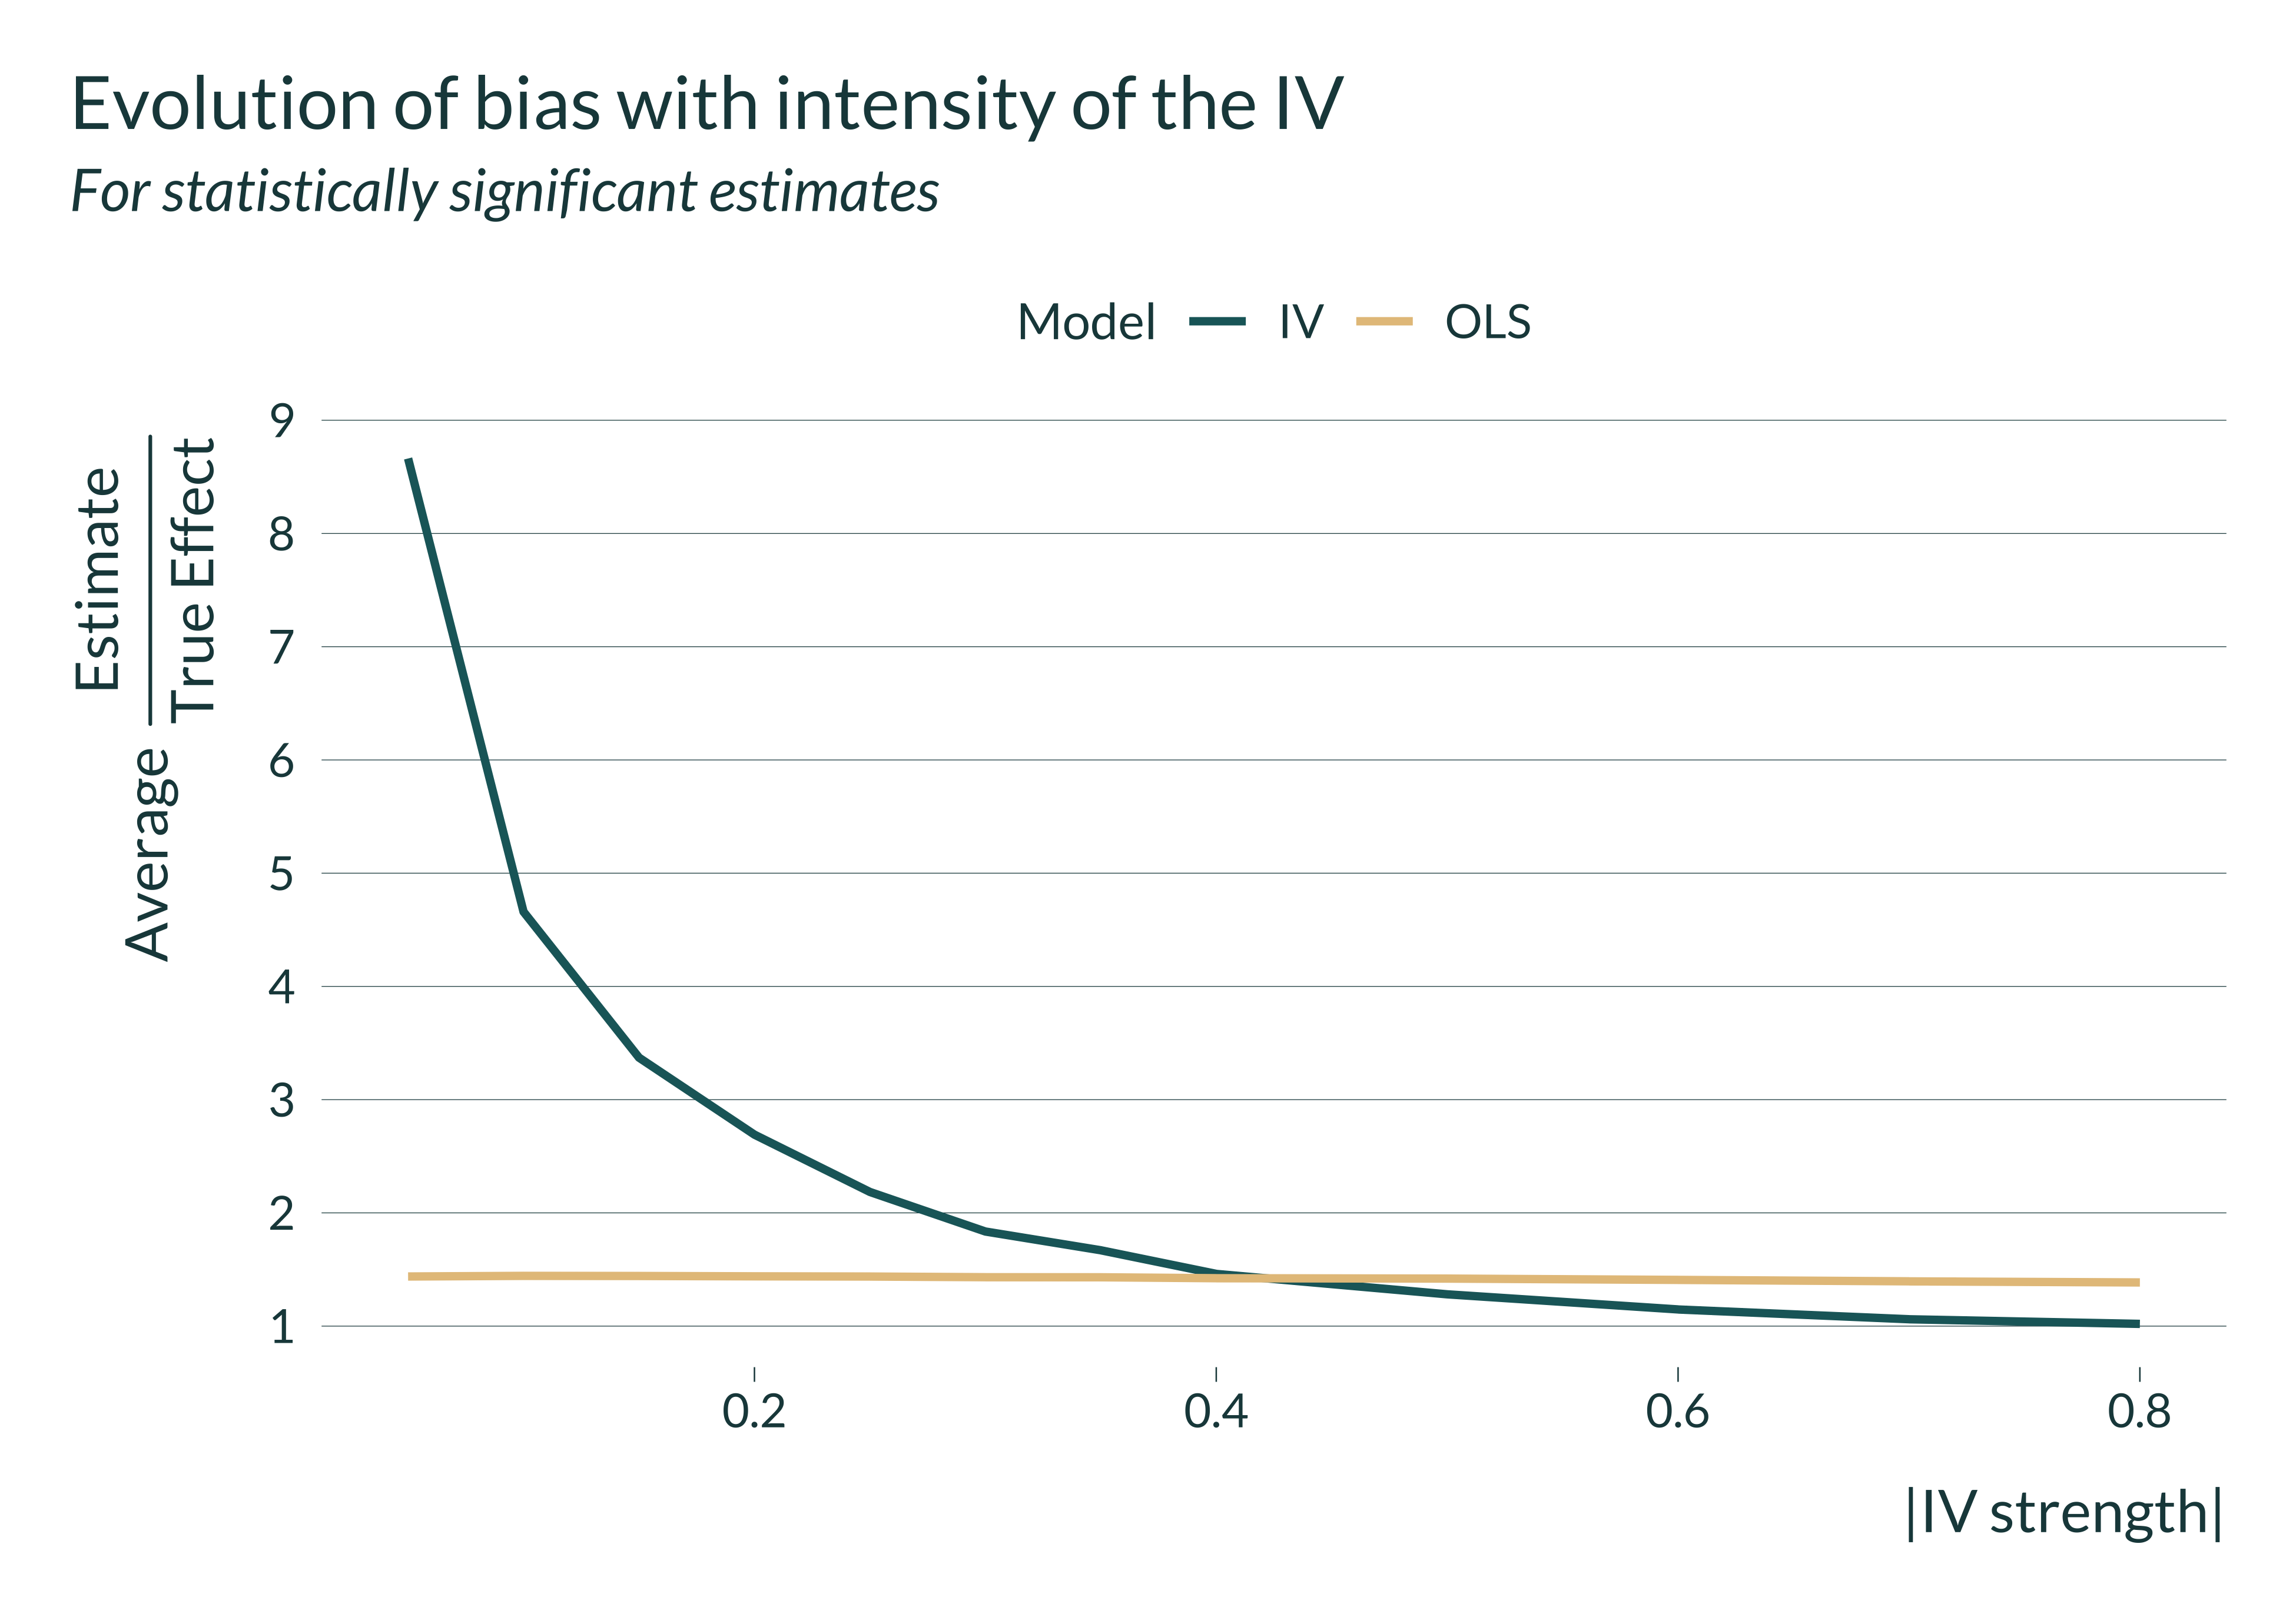 Evolution of bias with intensity of the IV
For statistically significant estimates
Model IV OLS
Average Estimate
True Effect
9
8
7
6
5
4
3
2
1
0.2 0.4 0.6 0.8
|IV strength|